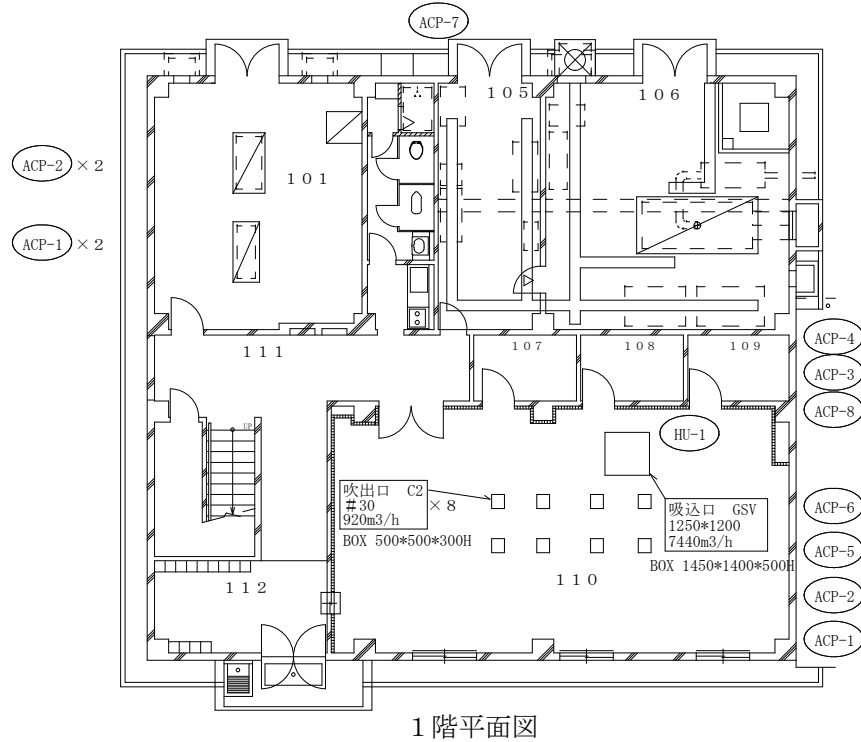 ACP-7
105
106
ACP-2 ×2
101
ACP-1 ×2
ACP-4
111
107
108
109
ACP-3
ACP-8
UP
HU-1
吹出口 C2
#30
920m3/h
×8
BOX 500*500*300H
吸込口 GSV
1250*1200
7440m3/h
BOX 1450*1400*500H
ACP-6
ACP-5
110
112
ACP-2
ACP-1
1階平面図